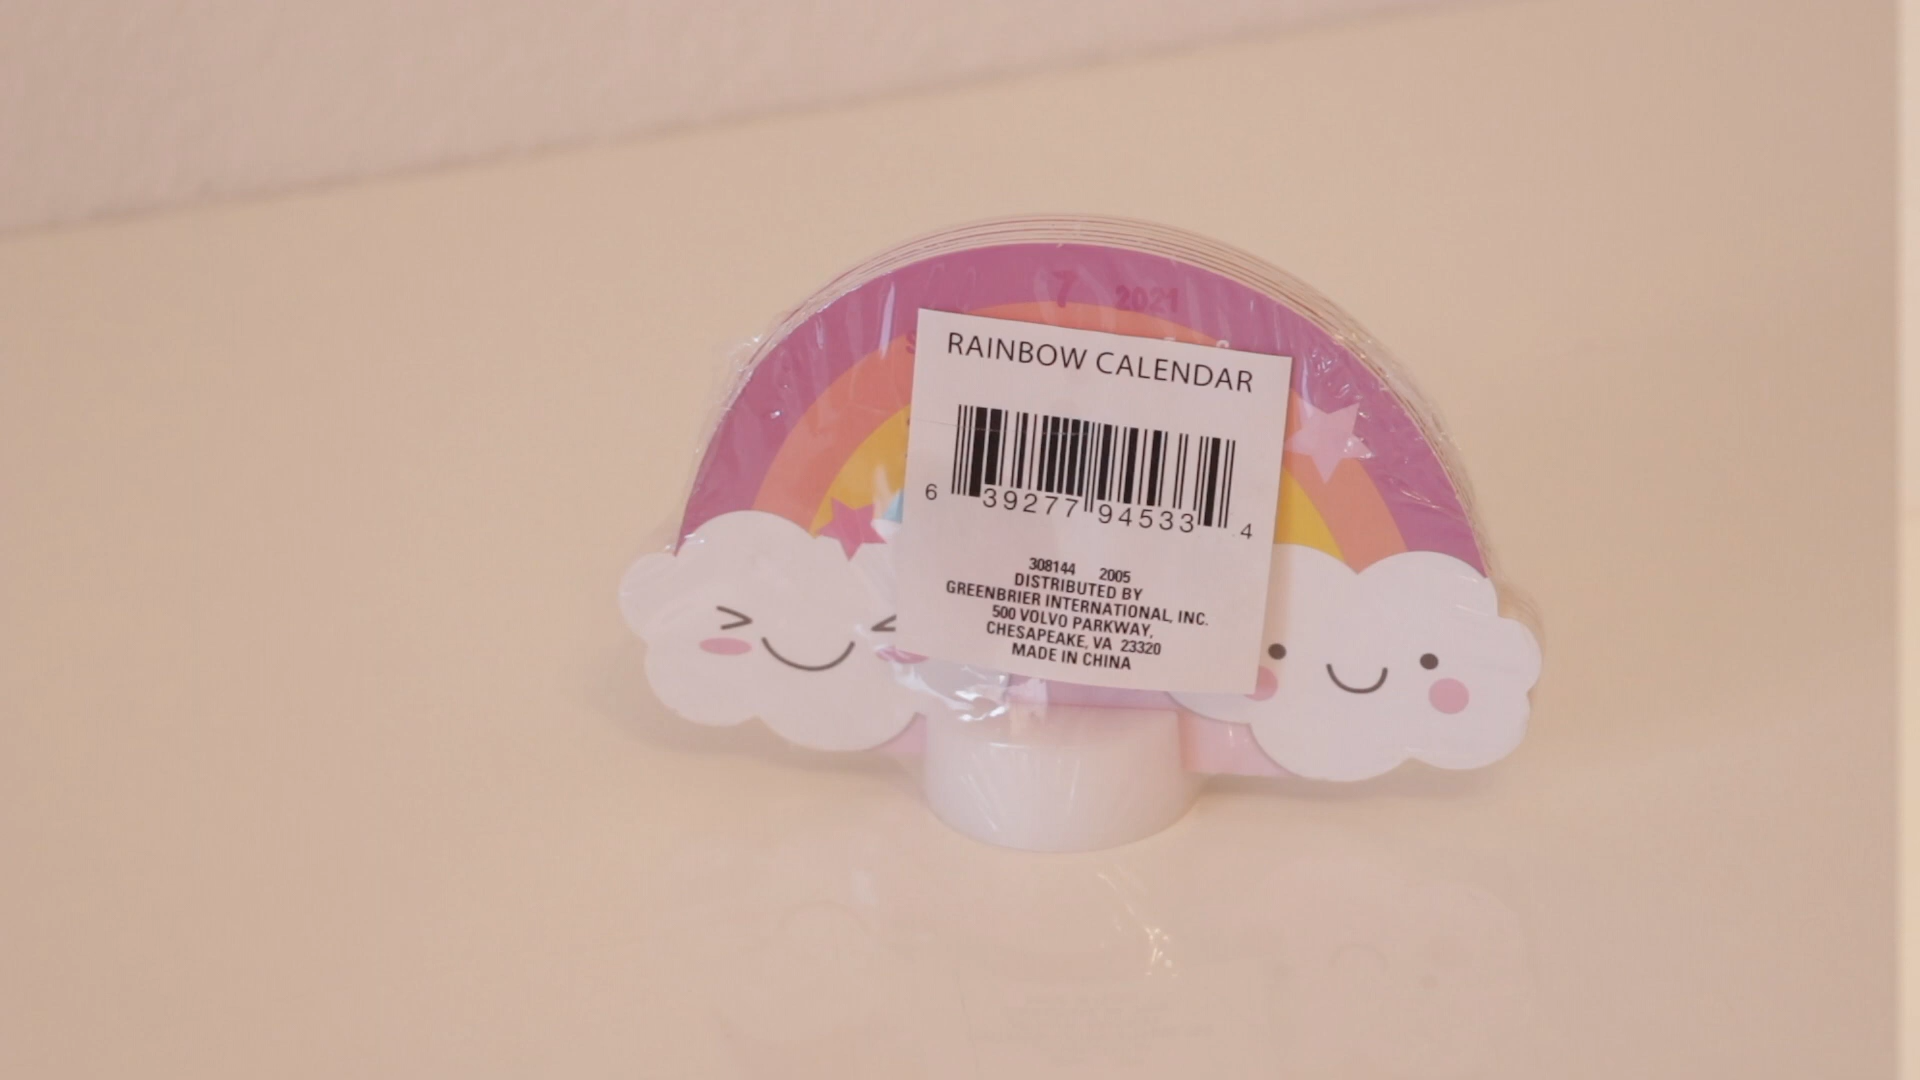 7 2021
RAINBOW CALENDAR
6 39277 94533 4
308144 2005
DISTRIBUTED BY
GREENBRIER INTERNATIONAL, INC.
500 VOLVO PARKWAY,
CHESAPEAKE, VA 23320
MADE IN CHINA